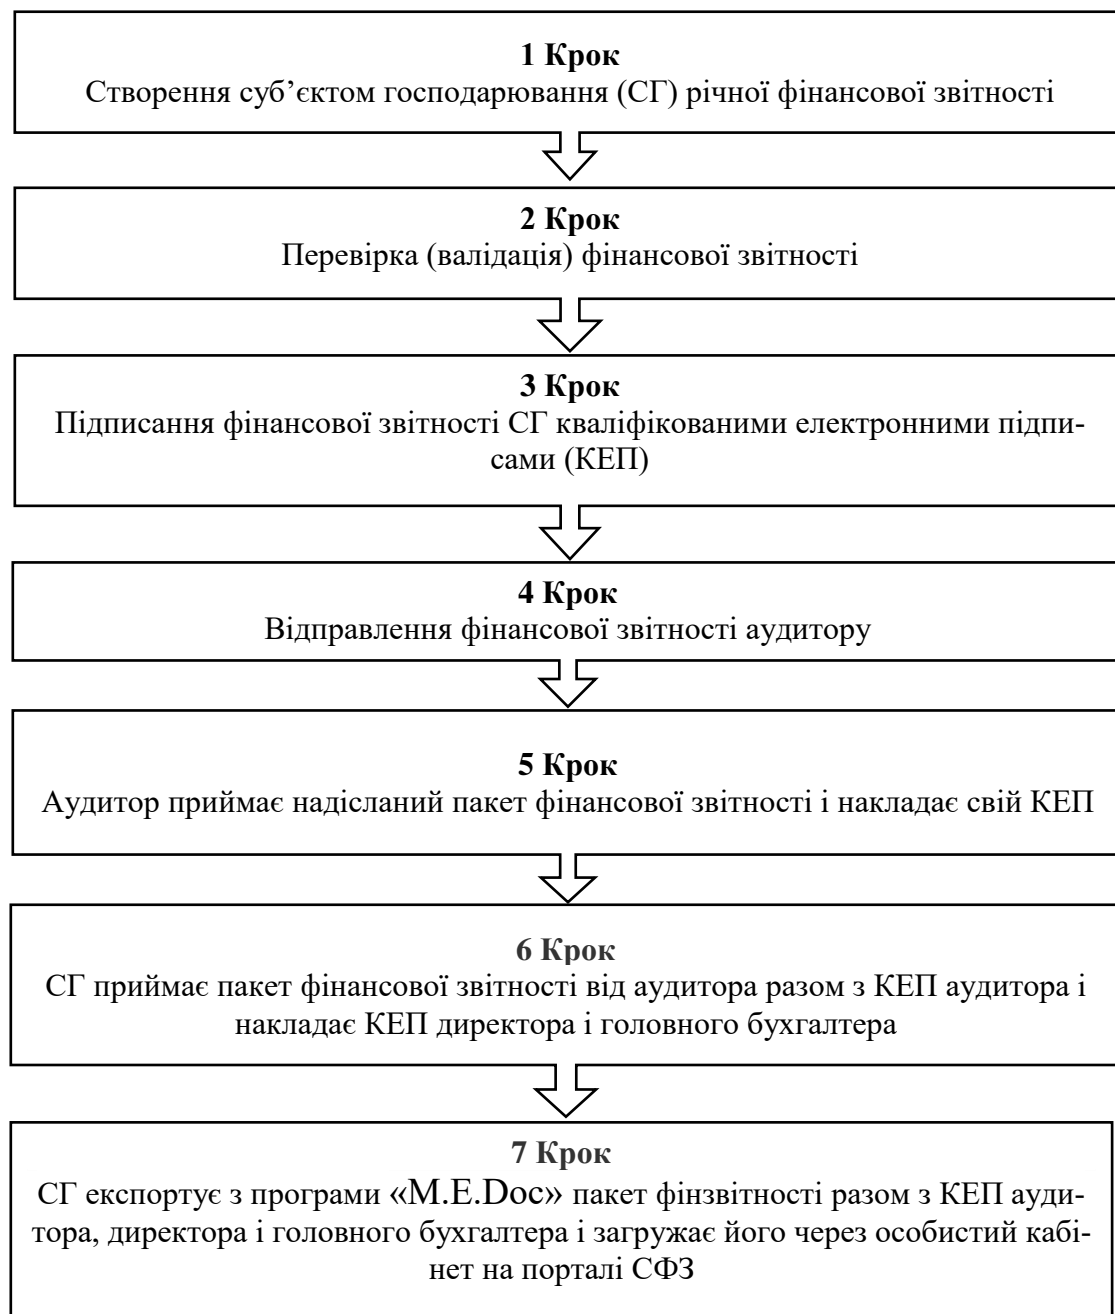 1 Крок
Створення суб’єктом господарювання (СГ) річної фінансової звітності
2 Крок
Перевірка (валідація) фінансової звітності
3 Крок
Підписання фінансової звітності СГ кваліфікованими електронними підпи-
сами (КЕП)
4 Крок
Відправлення фінансової звітності аудитору
5 Крок
Аудитор приймає надісланий пакет фінансової звітності і накладає свій КЕП
6 Крок
СГ приймає пакет фінансової звітності від аудитора разом з КЕП аудитора і
накладає КЕП директора і головного бухгалтера
7 Крок
СГ експортує з програми «M.E.Doc» пакет фінзвітності разом з КЕП ауди-
тора, директора і головного бухгалтера і загружає його через особистий кабі-
нет на порталі СФЗ